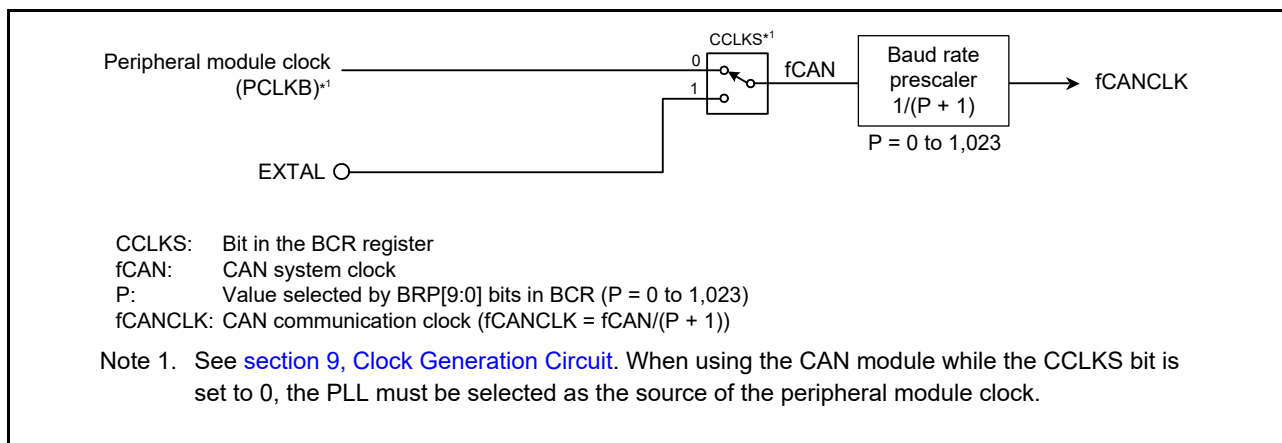 CCLKS*1
Peripheral module clock
(PCLKB)*1
0
1
fCAN
Baud rate
prescaler
1/(P + 1)
fCANCLK
P = 0 to 1,023
EXTAL
CCLKS: Bit in the BCR register
fCAN: CAN system clock
P: Value selected by BRP[9:0] bits in BCR (P = 0 to 1,023)
fCANCLK: CAN communication clock (fCANCLK = fCAN/(P + 1))
Note 1. See section 9, Clock Generation Circuit. When using the CAN module while the CCLKS bit is
set to 0, the PLL must be selected as the source of the peripheral module clock.